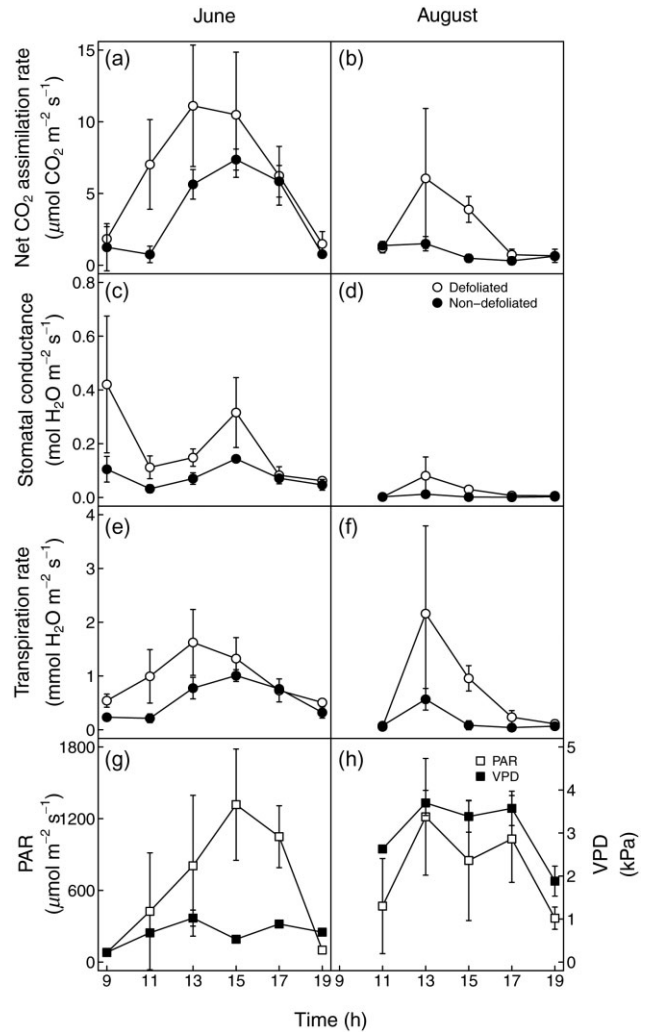 June August
(a) (b)
Net CO₂ assimilation rate
(μmol CO₂ m⁻² s⁻¹)
15
10
5
0
(c) (d)
Defoliated
Non−defoliated
Stomatal conductance
(mol H₂O m⁻² s⁻¹)
0.8
0.6
0.4
0.2
0.0
(e) (f)
Transpiration rate
(mmol H₂O m⁻² s⁻¹)
4
3
2
1
0
(g) (h)
PAR
VPD
PAR
(μmol m⁻² s⁻¹)
1800
1200
600
0
5
4
3
2
1
0
VPD
(kPa)
9 11 13 15 17 19 9 11 13 15 17 19
Time (h)